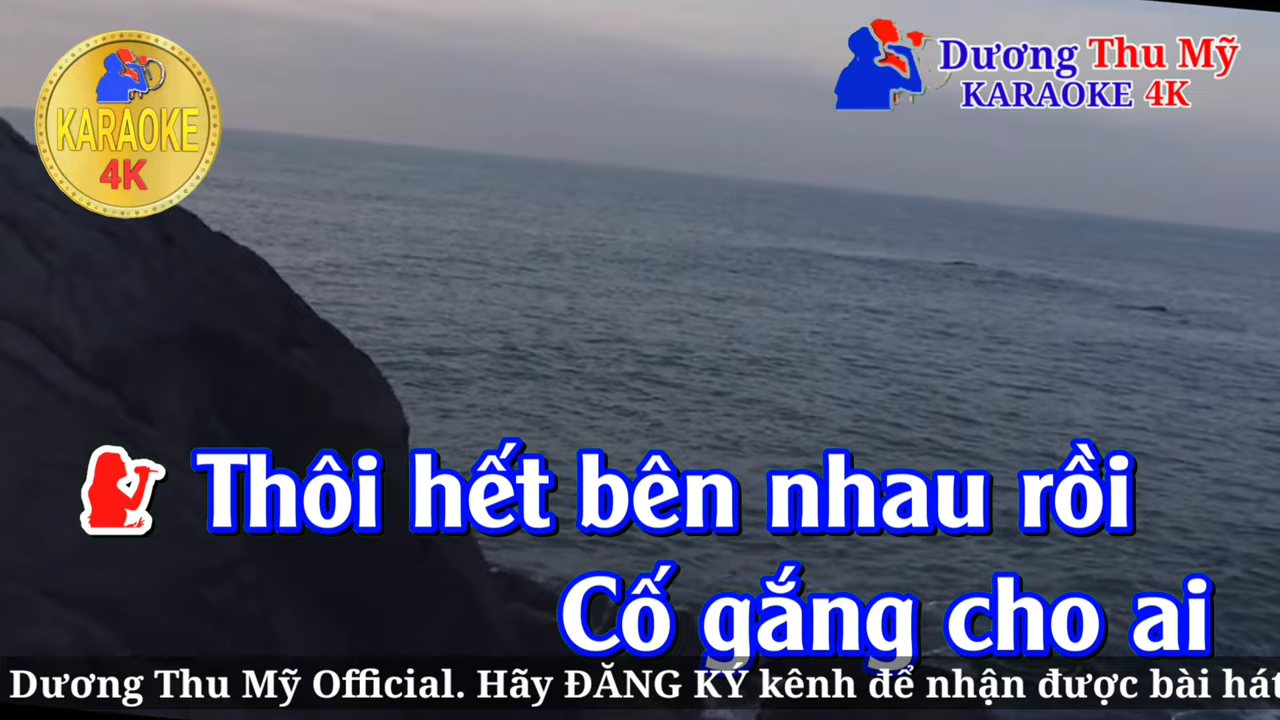 KARAOKE
4K
Dương Thu Mỹ
KARAOKE 4K
Thôi hết bên nhau rồi
Cố gắng cho ai
Dương Thu Mỹ Official. Hãy ĐĂNG KÝ kênh để nhận được bài hát